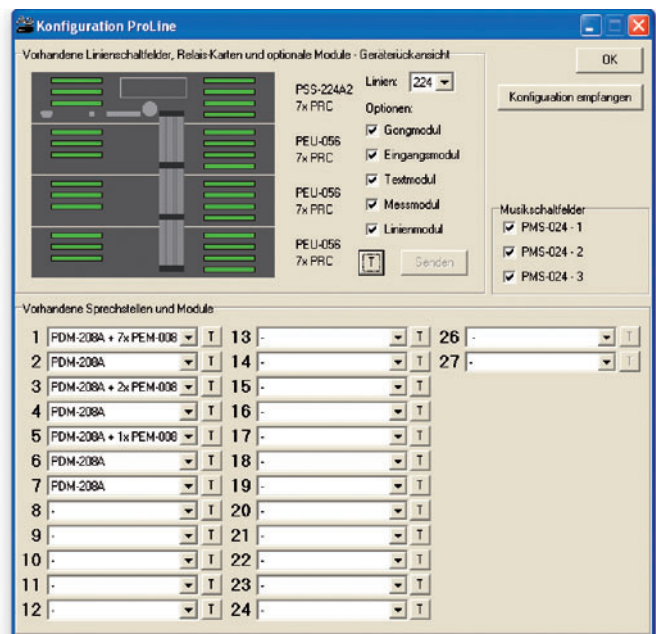 Konfiguration ProLine
Vorhandene Linienschaltfelder, Relais-Karten und optionale Module - Geräterückansicht
PSS-224A2
7x PRC
PEU-056
7x PRC
PEU-056
7x PRC
PEU-056
7x PRC
Linien: 224
Optionen:
Gongmodul
Eingangsmodul
Textmodul
Messmodul
Linienmodul
T Senden
OK
Konfiguration empfangen
Musikschaltfelder
PMS-024 - 1
PMS-024 - 2
PMS-024 - 3
Vorhandene Sprechstellen und Module
1 PDM-208A + 7x PEM-008 T
2 PDM-208A T
3 PDM-208A + 2x PEM-008 T
4 PDM-208A T
5 PDM-208A + 1x PEM-008 T
6 PDM-208A T
7 PDM-208A T
8 - T
9 - T
10 - T
11 - T
12 - T
13 - T
14 - T
15 - T
16 - T
17 - T
18 - T
19 - T
20 - T
21 - T
22 - T
23 - T
24 - T
26 - T
27 - T